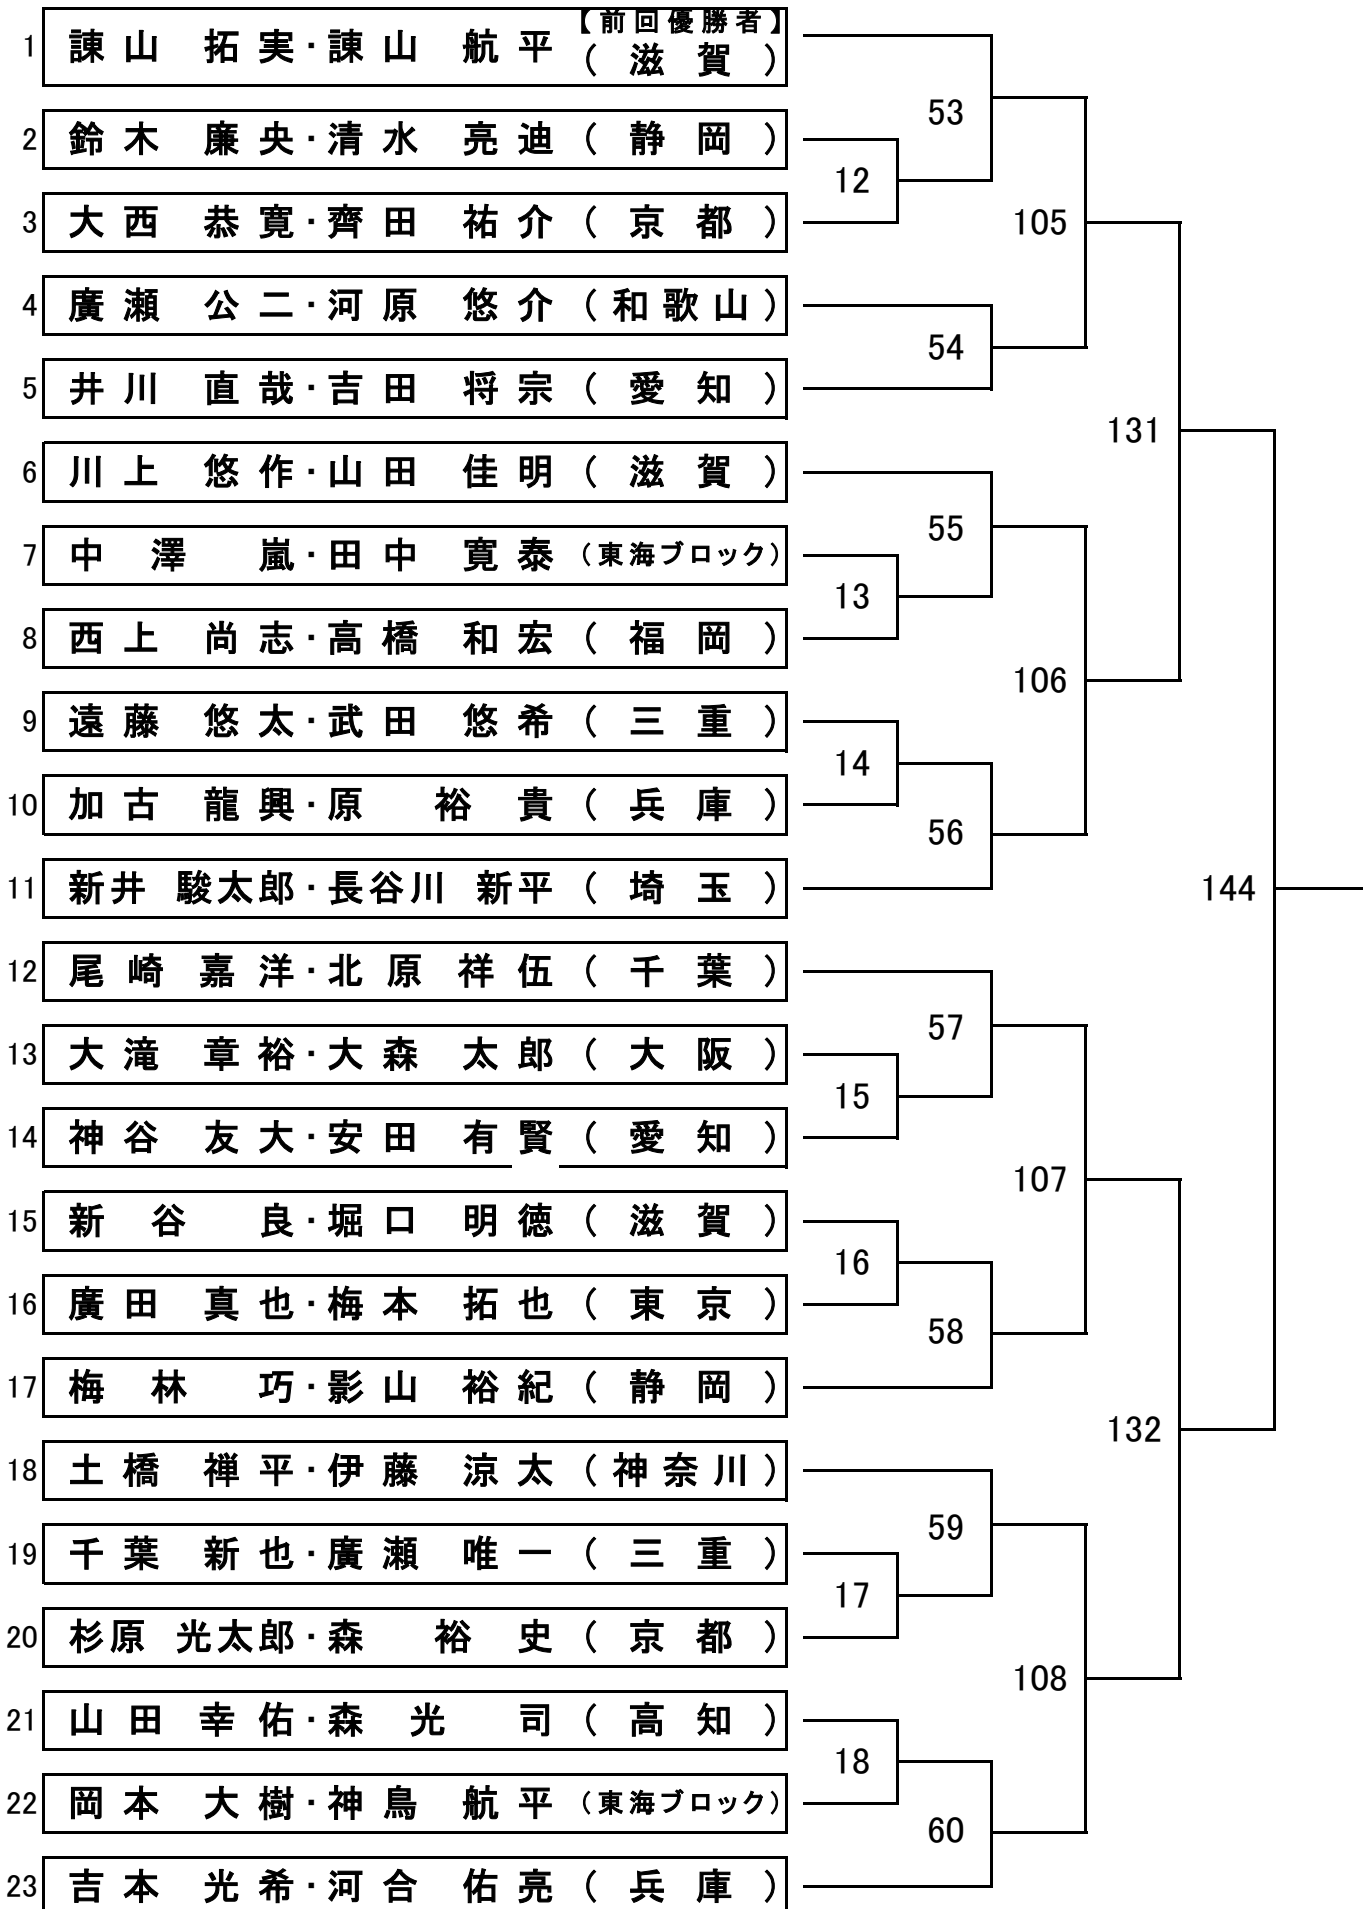 【前回優勝者】
1 諫山 拓実・諫山 航平 (滋賀)
53
2 鈴木 廉央・清水 亮迪 (静岡)
12
3 大西 恭寛・齊田 祐介 (京都)
105
4 廣瀬 公二・河原 悠介 (和歌山)
54
5 井川 直哉・吉田 将宗 (愛知)
131
6 川上 悠作・山田 佳明 (滋賀)
55
7 中澤 嵐・田中 寛泰 (東海ブロック)
13
8 西上 尚志・高橋 和宏 (福岡)
106
9 遠藤 悠太・武田 悠希 (三重)
14
10 加古 龍興・原 裕貴 (兵庫)
56
11 新井 駿太郎・長谷川 新平 (埼玉)
144
12 尾崎 嘉洋・北原 祥伍 (千葉)
57
13 大滝 章裕・大森 太郎 (大阪)
15
14 神谷 友大・安田 有賢 (愛知)
107
15 新谷 良・堀口 明徳 (滋賀)
16
16 廣田 真也・梅本 拓也 (東京)
58
17 梅林 巧・影山 裕紀 (静岡)
132
18 土橋 禅平・伊藤 涼太 (神奈川)
59
19 千葉 新也・廣瀬 唯一 (三重)
17
20 杉原 光太郎・森 裕史 (京都)
108
21 山田 幸佑・森光 司 (高知)
18
22 岡本 大樹・神鳥 航平 (東海ブロック)
60
23 吉本 光希・河合 佑亮 (兵庫)